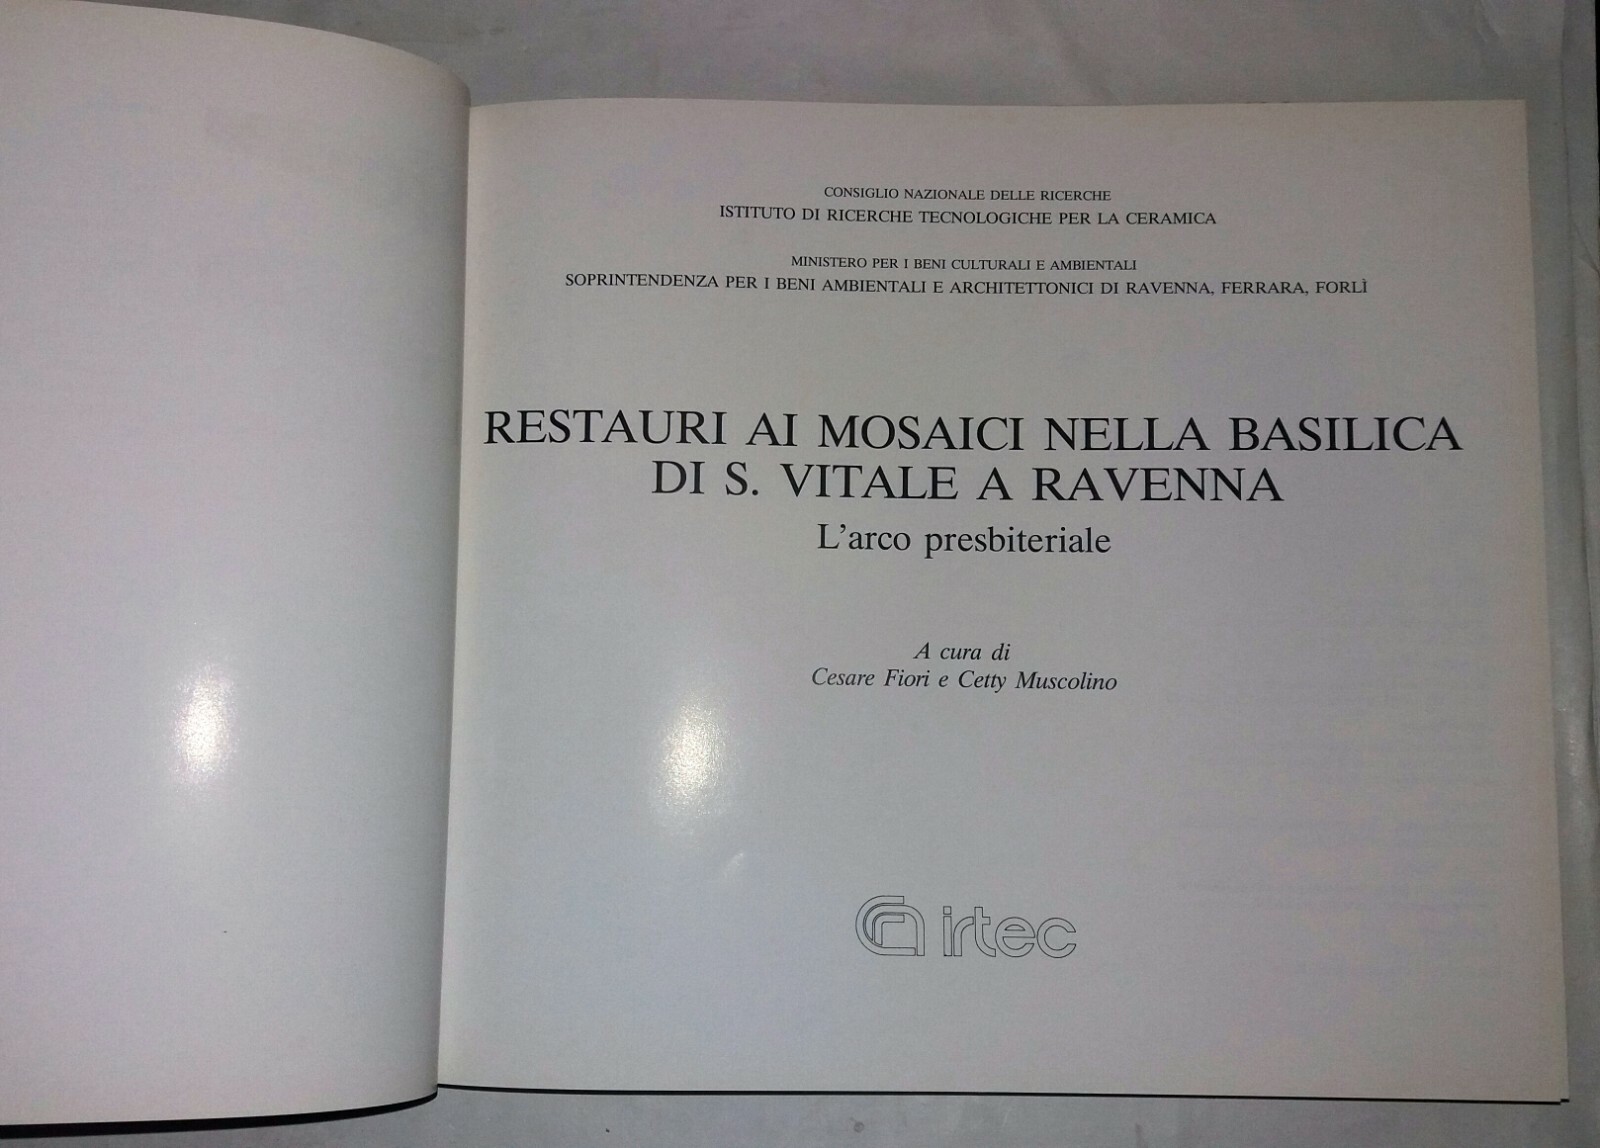 CONSIGLIO NAZIONALE DELLE RICERCHE
ISTITUTO DI RICERCHE TECNOLOGICHE PER LA CERAMICA
MINISTERO PER I BENI CULTURALI E AMBIENTALI
SOPRINTENDENZA PER I BENI AMBIENTALI E ARCHITETTONICI DI RAVENNA, FERRARA, FORLÌ
RESTAURI AI MOSAICI NELLA BASILICA
DI S. VITALE A RAVENNA
L'arco presbiteriale
A cura di
Cesare Fiori e Cetty Muscolino
cnr irtec